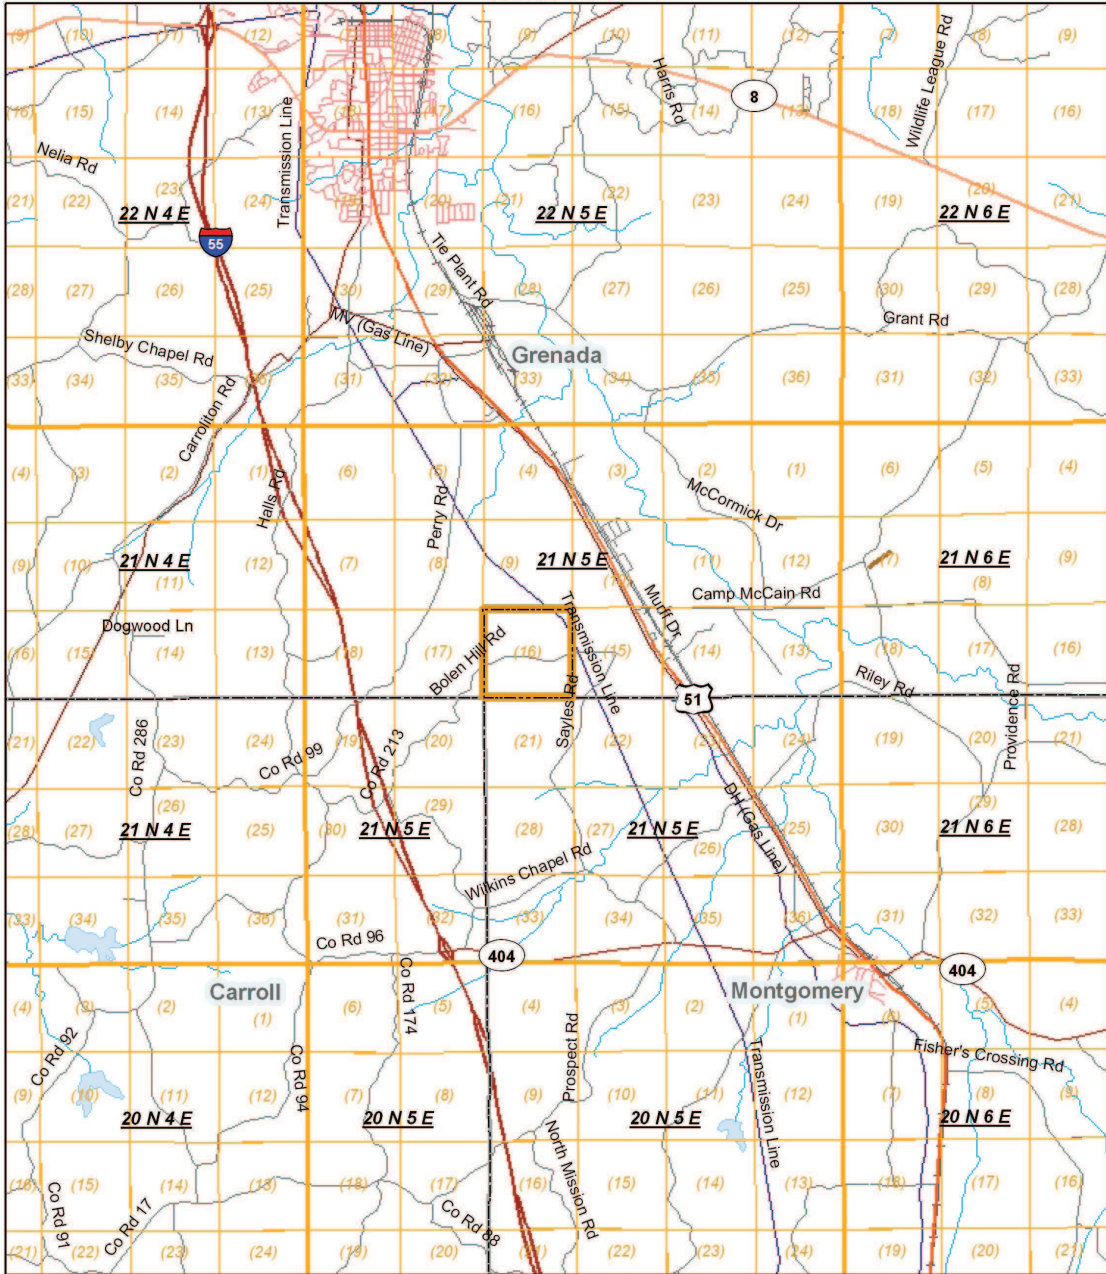 (9) (10) (11) (12) (8) (9) (10) (11) (12) (7) (8) (9)
Wildlife League Rd
Harris Rd
8
(16) (15) (14) (13) (18) (17) (16) (15) (14) (13) (18) (17) (16)
Transmission Line
Nelia Rd
(21) (22) (23) (24) (19) (20) (21) (22) (23) (24) (19) (20) (21)
22 N 4 E
22 N 5 E
22 N 6 E
55
Tie Plant Rd
(28) (27) (26) (25) (30) (29) (28) (27) (26) (25) (30) (29) (28)
MV (Gas Line)
Grant Rd
Shelby Chapel Rd
Grenada
(33) (34) (35) (36) (31) (32) (33) (34) (35) (36) (31) (32) (33)
Carrollton Rd
(4) (3) (2) (1) (6) (5) (4) (3) (2) (1) (6) (5) (4)
Halls Rd
Perry Rd
McCormick Dr
(9) (10) (11) (12) (7) (8) (9) (10) (11) (12) (7) (8) (9)
21 N 4 E
21 N 5 E
21 N 6 E
Camp McCain Rd
Muff Dr
Transmission Line
Dogwood Ln
(16) (15) (14) (13) (18) (17) (16) (15) (14) (13) (18) (17) (16)
Bolen Hill Rd
Sayles Rd
Riley Rd
Providence Rd
51
(21) (22) (23) (24) (19) (20) (21) (22) (23) (24) (19) (20) (21)
Co Rd 286
Co Rd 99
Co Rd 213
DH (Gas Line)
(28) (27) (26) (25) (30) (29) (28) (27) (26) (25) (30) (29) (28)
21 N 4 E
21 N 5 E
21 N 5 E
21 N 6 E
Wilkins Chapel Rd
(33) (34) (35) (36) (31) (32) (33) (34) (35) (36) (31) (32) (33)
Co Rd 96
404
404
Carroll
Montgomery
Co Rd 174
(4) (3) (2) (1) (6) (5) (4) (3) (2) (1) (6) (5) (4)
Co Rd 92
Co Rd 94
Prospect Rd
Transmission Line
Fisher's Crossing Rd
(9) (10) (11) (12) (7) (8) (9) (10) (11) (12) (7) (8) (9)
20 N 4 E
20 N 5 E
20 N 5 E
20 N 6 E
North Mission Rd
(16) (15) (14) (13) (18) (17) (16) (15) (14) (13) (18) (17) (16)
Co Rd 91
Co Rd 17
Co Rd 88
(21) (22) (23) (24) (19) (20) (21) (22) (23) (24) (19) (20) (21)